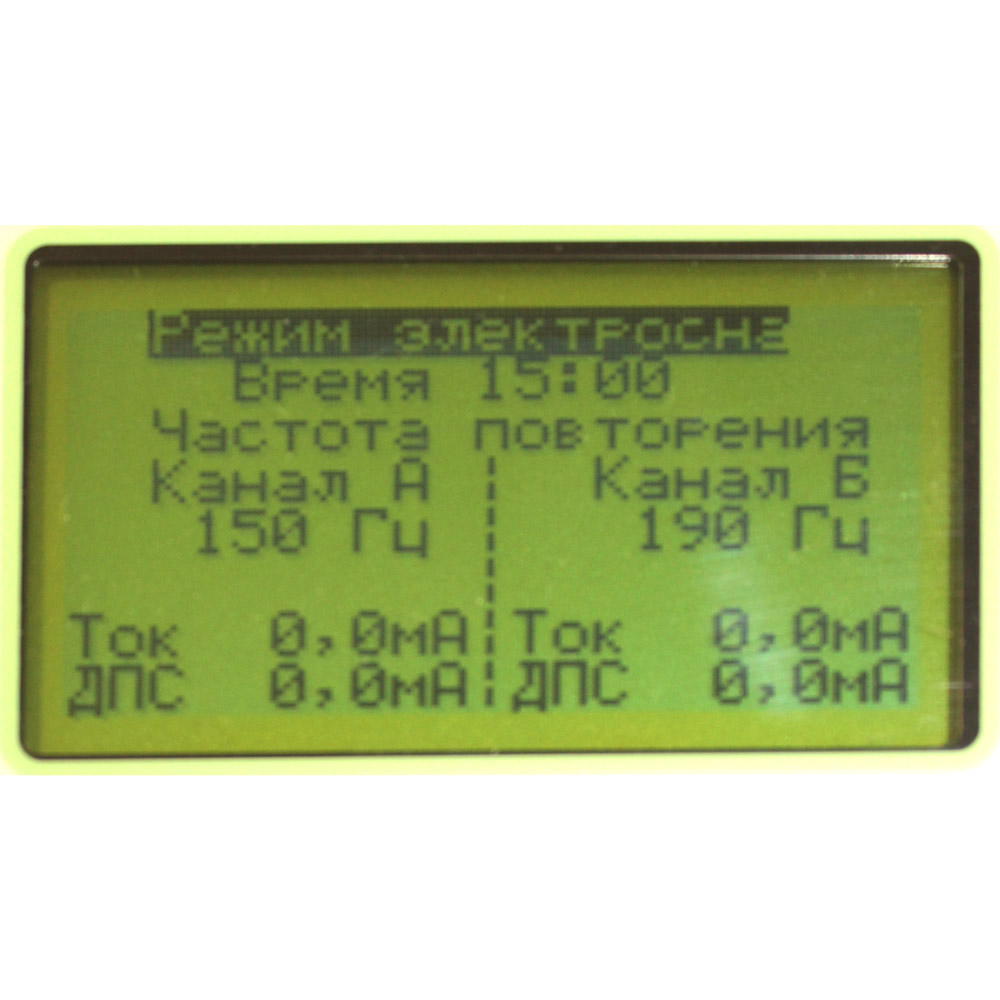 Режим электросна
Время 15:00
Частота повторения
Канал А Канал Б
150 Гц 190 Гц
Ток 0,0мА Ток 0,0мА
ДПС 0,0мА ДПС 0,0мА